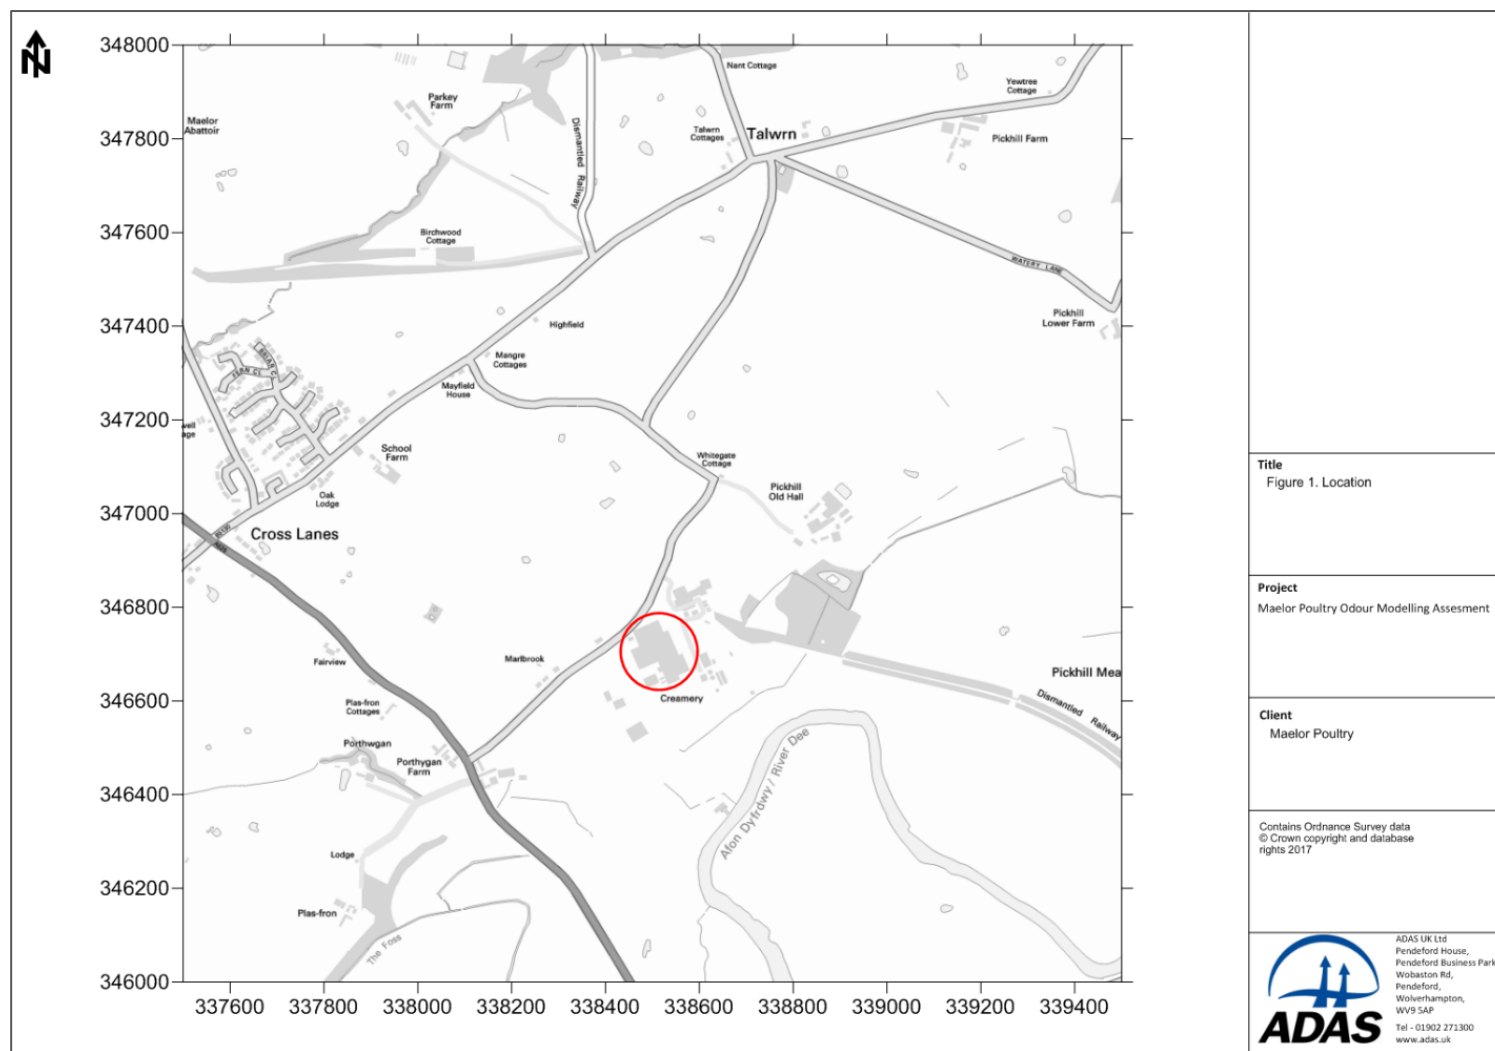 N
348000
347800
347600
347400
347200
347000
346800
346600
346400
346200
346000
337600
337800
338000
338200
338400
338600
338800
339000
339200
339400
Nant Cottage
Yewtree
Cottage
Parkey
Farm
Maelor
Abattoir
Dismantled Railway
Talwrn
Cottages
Talwrn
Pickhill Farm
Birchwood
Cottage
WATERY LANE
Pickhill
Lower Farm
Highfield
Mangre
Cottages
BRIAR C
FERN CL
Mayfield
House
well
age
School
Farm
Whitegate
Cottage
Oak
Lodge
Pickhill
Old Hall
Cross Lanes
Marlbrook
Fairview
Pickhill Mea
Plas-fron
Cottages
Creamery
Dismantled Railway
Porthwgan
Porthygan
Farm
Afon Dyfrdwy / River Dee
Lodge
Plas-fron
The Foss
Title
Figure 1. Location
Project
Maelor Poultry Odour Modelling Assesment
Client
Maelor Poultry
Contains Ordnance Survey data
© Crown copyright and database
rights 2017
ADAS
ADAS UK Ltd
Pendeford House,
Pendeford Business Park
Wobaston Rd,
Pendeford,
Wolverhampton,
WV9 5AP
Tel - 01902 271300
www.adas.uk